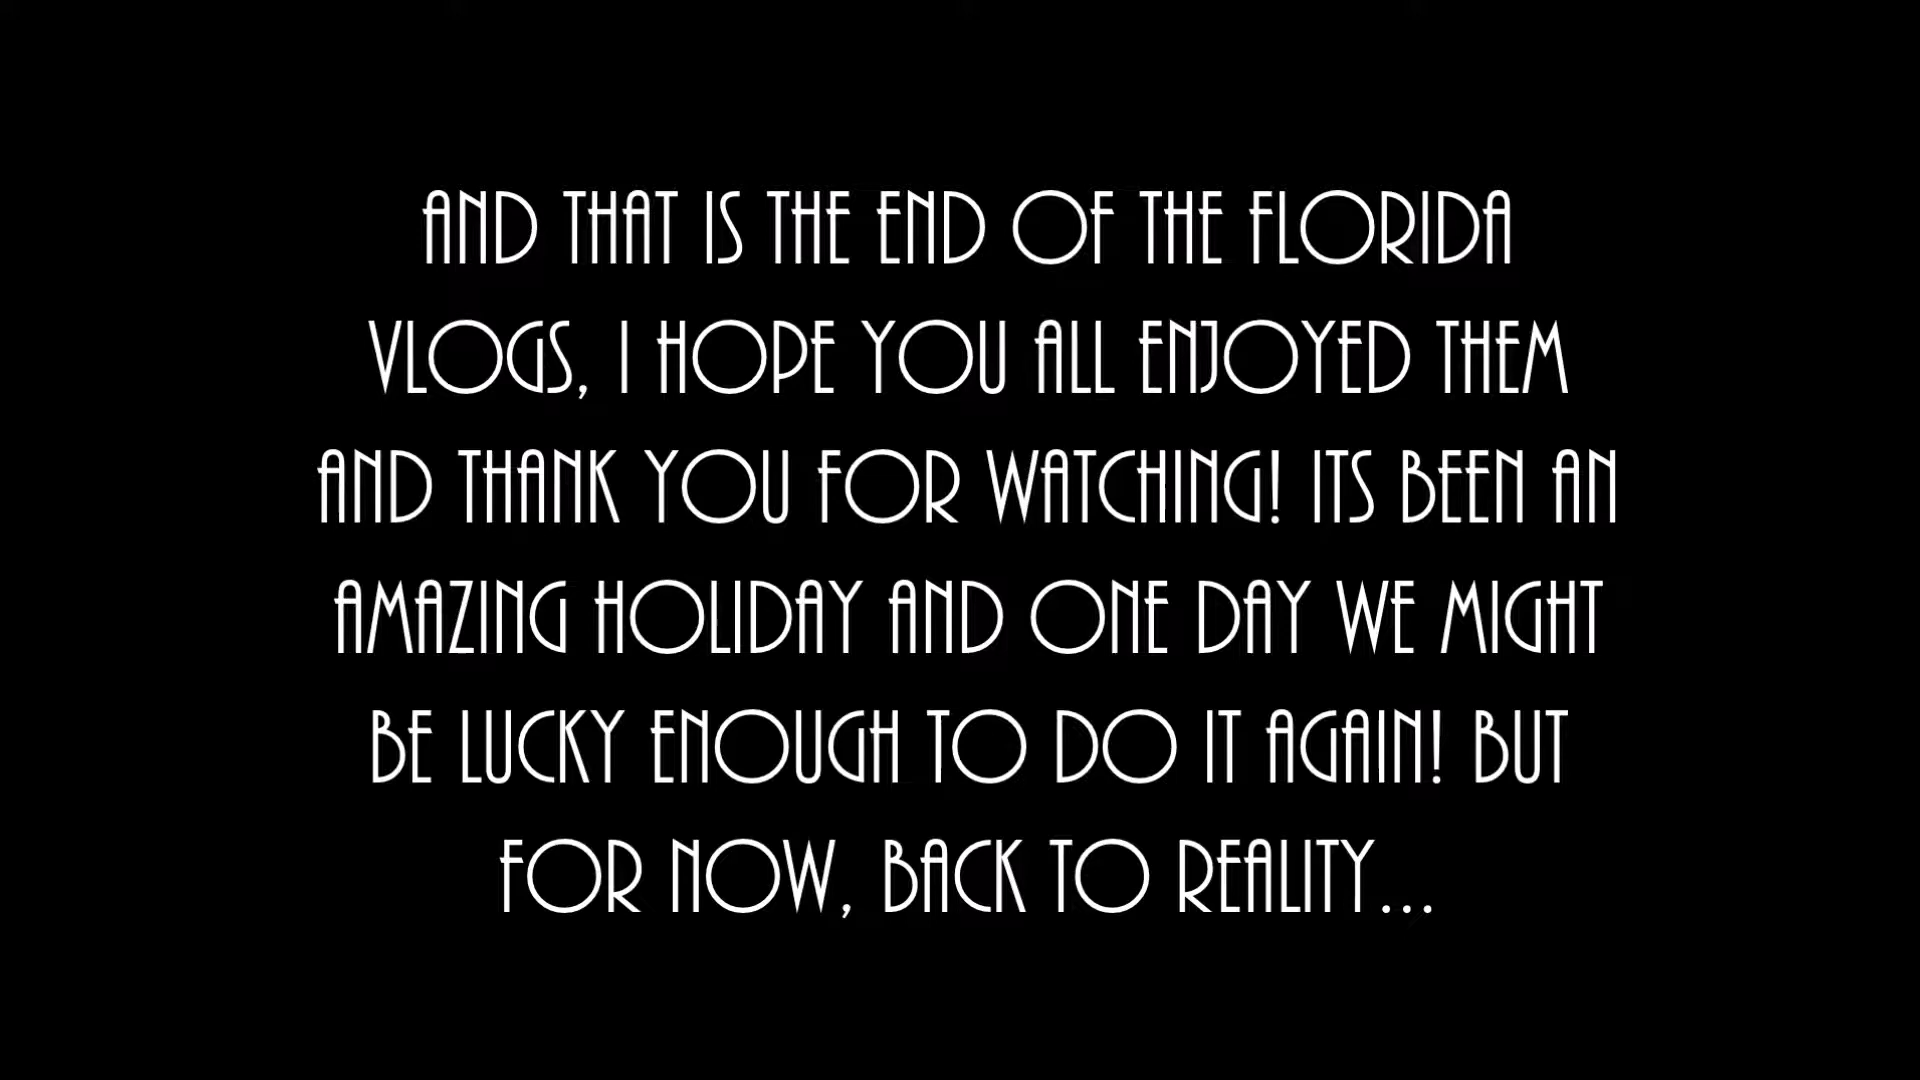 AND THAT IS THE END OF THE FLORIDA
VLOGS, I HOPE YOU ALL ENJOYED THEM
AND THANK YOU FOR WATCHING! ITS BEEN AN
AMAZING HOLIDAY AND ONE DAY WE MIGHT
BE LUCKY ENOUGH TO DO IT AGAIN! BUT
FOR NOW, BACK TO REALITY...